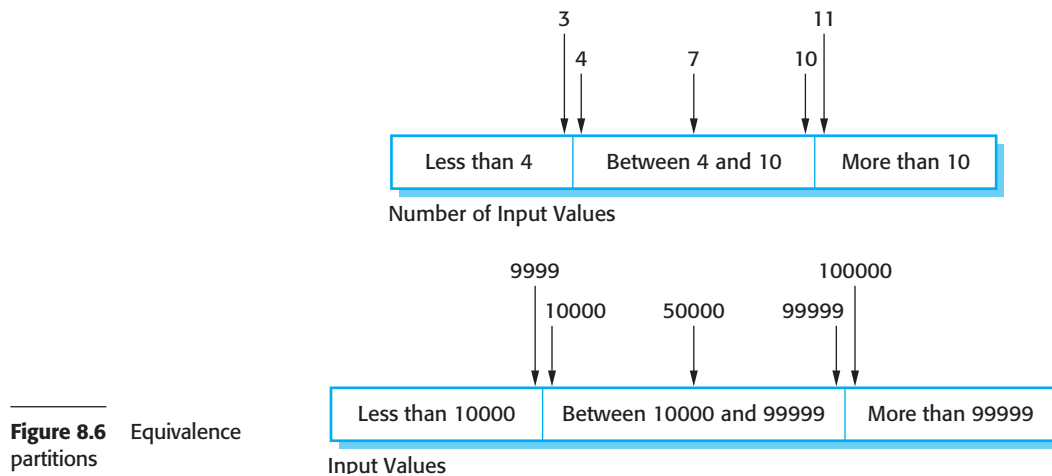 3
11
4
7
10
Less than 4
Between 4 and 10
More than 10
Number of Input Values
9999
100000
10000
50000
99999
Less than 10000
Between 10000 and 99999
More than 99999
Input Values
Figure 8.6 Equivalence
partitions